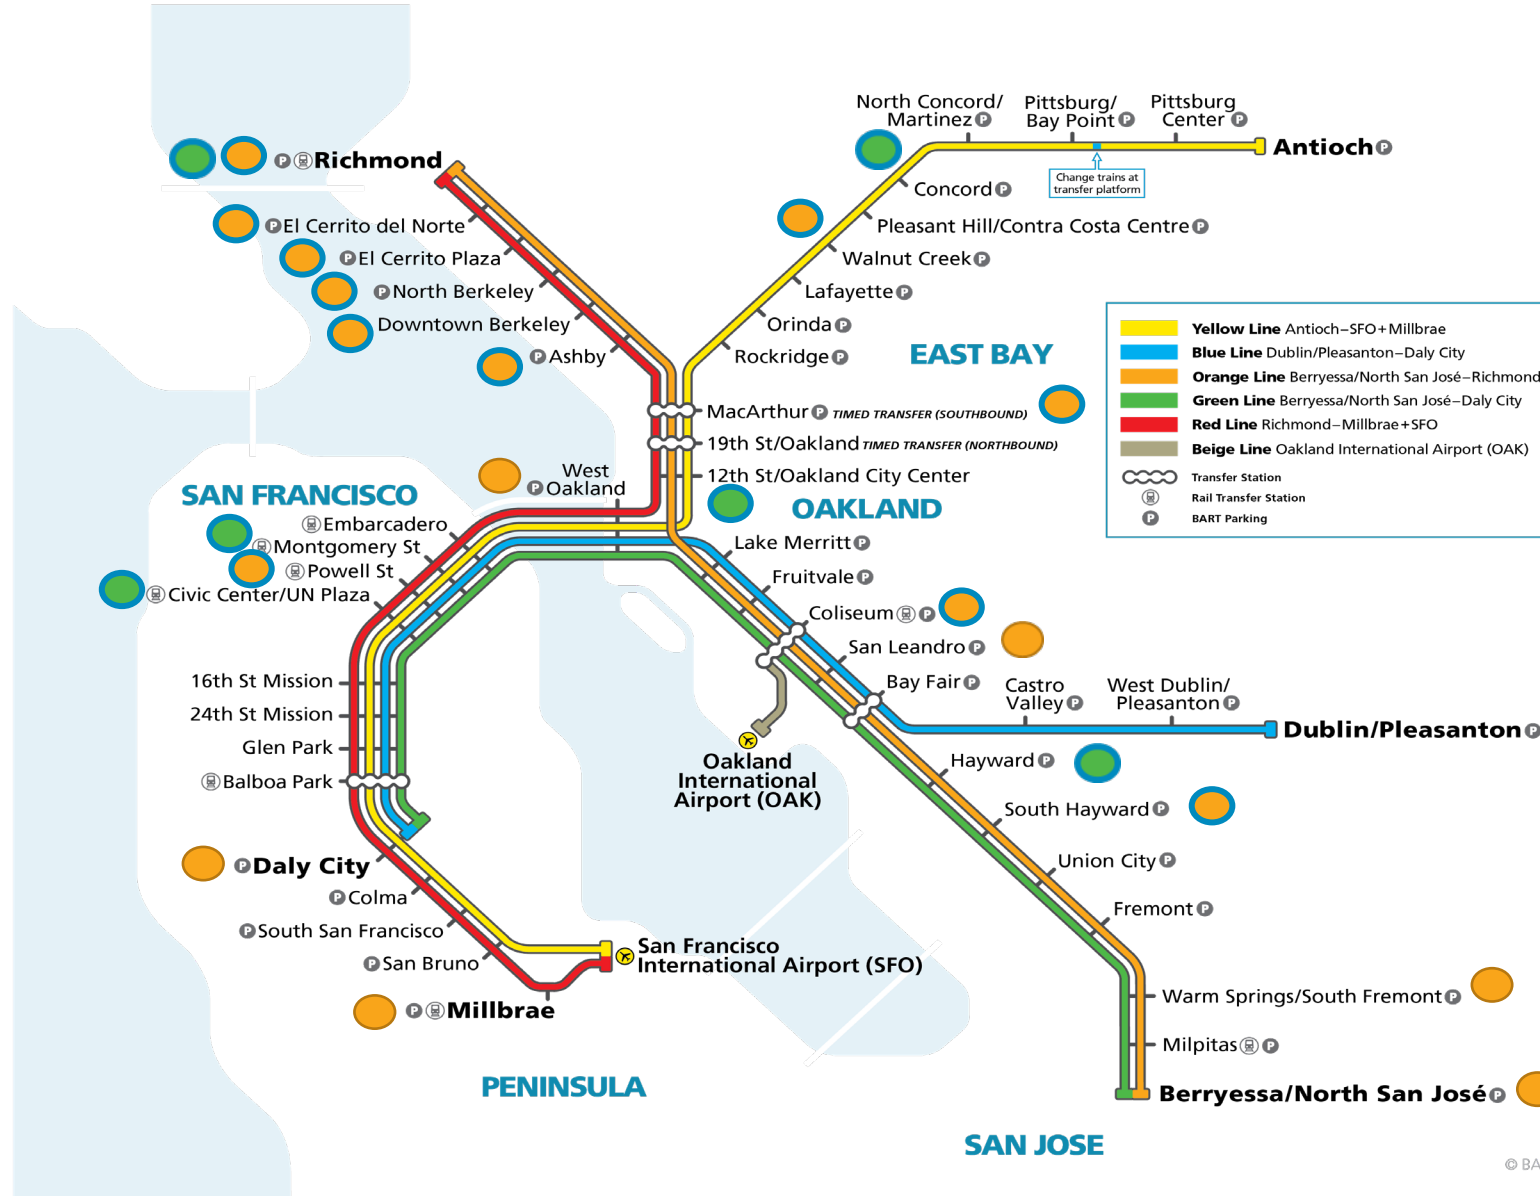 North Concord/
Martinez P
Pittsburg/
Bay Point P
Pittsburg
Center P
Antioch P
Change trains at
transfer platform
P Richmond
P El Cerrito del Norte
P El Cerrito Plaza
P North Berkeley
Downtown Berkeley
P Ashby
Concord P
Pleasant Hill/Contra Costa Centre P
Walnut Creek P
Lafayette P
Orinda P
Rockridge P
EAST BAY
Yellow Line Antioch–SFO+Millbrae
Blue Line Dublin/Pleasanton–Daly City
Orange Line Berryessa/North San José–Richmond
Green Line Berryessa/North San José–Daly City
Red Line Richmond–Millbrae+SFO
Beige Line Oakland International Airport (OAK)
Transfer Station
Rail Transfer Station
P BART Parking
MacArthur P TIMED TRANSFER (SOUTHBOUND)
19th St/Oakland TIMED TRANSFER (NORTHBOUND)
12th St/Oakland City Center
West
P Oakland
SAN FRANCISCO
OAKLAND
Embarcadero
Montgomery St
Powell St
Civic Center/UN Plaza
Lake Merritt P
Fruitvale P
Coliseum P
San Leandro P
Bay Fair P
Castro
Valley P
West Dublin/
Pleasanton P
Dublin/Pleasanton P
16th St Mission
24th St Mission
Glen Park
Balboa Park
Oakland
International
Airport (OAK)
Hayward P
South Hayward P
Union City P
Fremont P
P Daly City
P Colma
P South San Francisco
P San Bruno
P Millbrae
San Francisco
International Airport (SFO)
Warm Springs/South Fremont P
Milpitas P
Berryessa/North San José P
PENINSULA
SAN JOSE
© BA